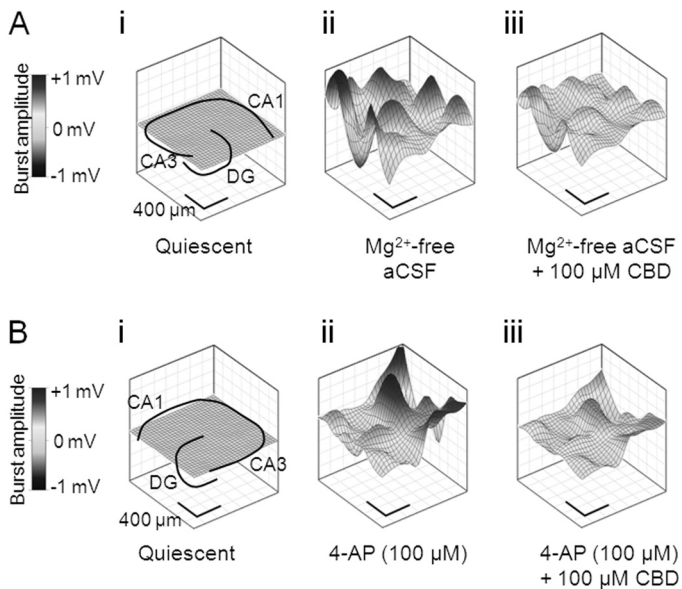 A
i
ii
iii
Burst amplitude
+1 mV
0 mV
-1 mV
CA1
CA3
DG
400 µm
Quiescent
Mg²⁺-free
aCSF
Mg²⁺-free aCSF
+ 100 µM CBD
B
i
ii
iii
Burst amplitude
+1 mV
0 mV
-1 mV
CA1
CA3
DG
400 µm
Quiescent
4-AP (100 µM)
4-AP (100 µM)
+ 100 µM CBD